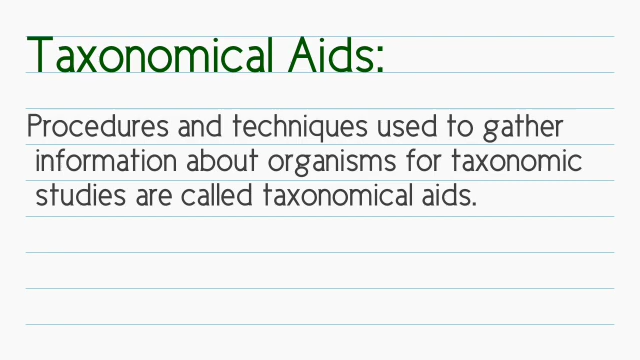 Taxonomical Aids:
Procedures and techniques used to gather
information about organisms for taxonomic
studies are called taxonomical aids.